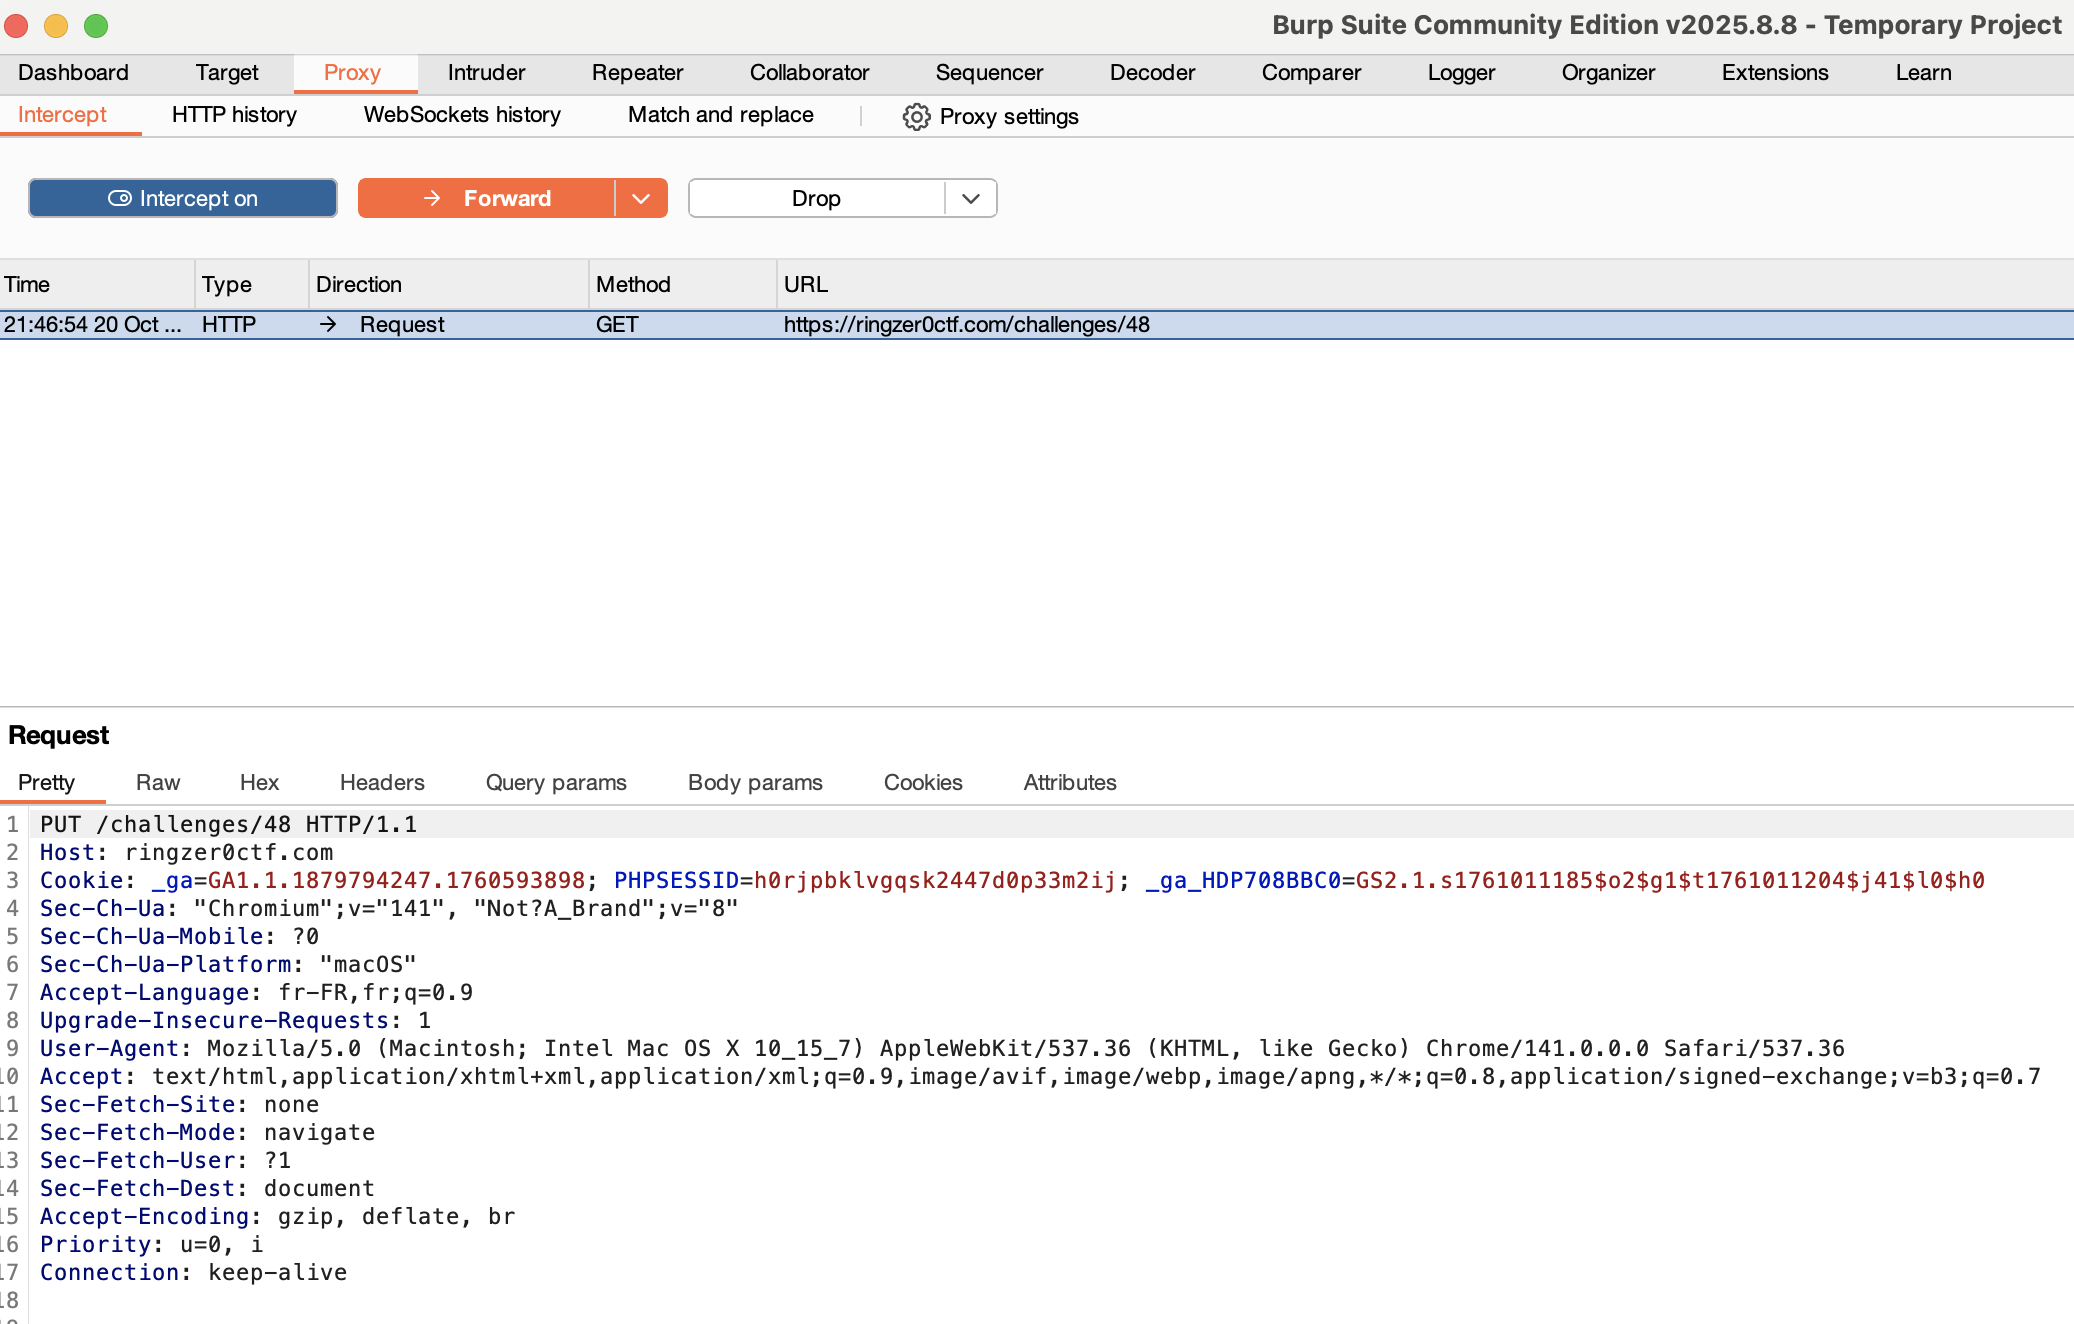 Burp Suite Community Edition v2025.8.8 - Temporary Project
Dashboard Target Proxy Intruder Repeater Collaborator Sequencer Decoder Comparer Logger Organizer Extensions Learn
Intercept HTTP history WebSockets history Match and replace Proxy settings
Intercept on Forward Drop
Time Type Direction Method URL
21:46:54 20 Oct ... HTTP → Request GET https://ringzer0ctf.com/challenges/48
Request
Pretty Raw Hex Headers Query params Body params Cookies Attributes
1 PUT /challenges/48 HTTP/1.1
2 Host: ringzer0ctf.com
3 Cookie: _ga=GA1.1.1879794247.1760593898; PHPSESSID=h0rjpbklvgqsk2447d0p33m2ij; _ga_HDP708BBC0=GS2.1.s1761011185$o2$g1$t1761011204$j41$l0$h0
4 Sec-Ch-Ua: "Chromium";v="141", "Not?A_Brand";v="8"
5 Sec-Ch-Ua-Mobile: ?0
6 Sec-Ch-Ua-Platform: "macOS"
7 Accept-Language: fr-FR,fr;q=0.9
8 Upgrade-Insecure-Requests: 1
9 User-Agent: Mozilla/5.0 (Macintosh; Intel Mac OS X 10_15_7) AppleWebKit/537.36 (KHTML, like Gecko) Chrome/141.0.0.0 Safari/537.36
10 Accept: text/html,application/xhtml+xml,application/xml;q=0.9,image/avif,image/webp,image/apng,*/*;q=0.8,application/signed-exchange;v=b3;q=0.7
11 Sec-Fetch-Site: none
12 Sec-Fetch-Mode: navigate
13 Sec-Fetch-User: ?1
14 Sec-Fetch-Dest: document
15 Accept-Encoding: gzip, deflate, br
16 Priority: u=0, i
17 Connection: keep-alive
18